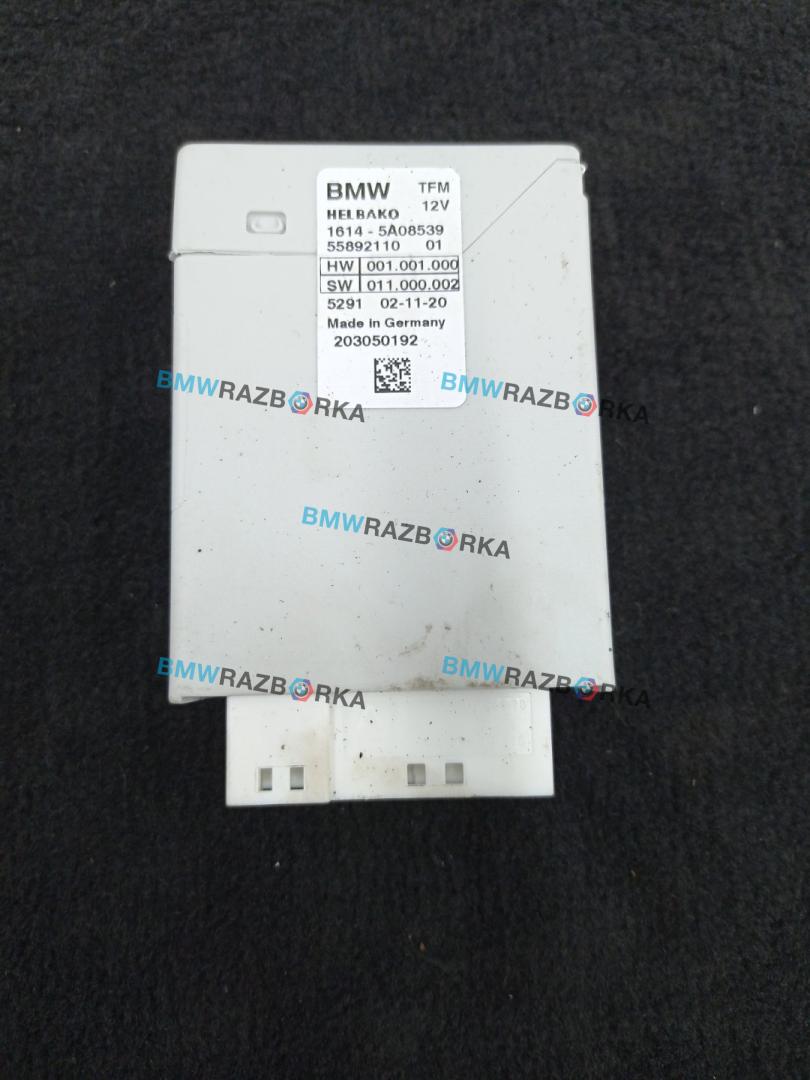 BMW TFM
12V
HELBAKO
1614 - 5A08539
55892110 01
HW 001.001.000
SW 011.000.002
5291 02-11-20
Made in Germany
203050192
BMWRAZBORKA
BMWRAZBORKA
BMWRAZBORKA
BMWRAZBORKA
BMWRAZBORKA